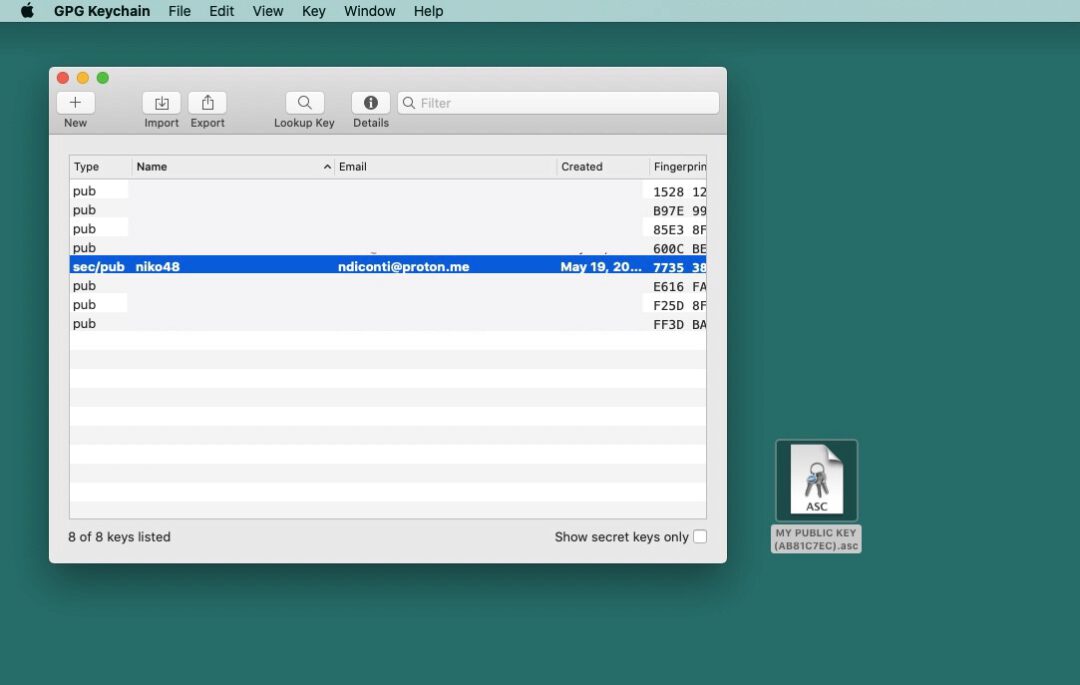 GPG Keychain File Edit View Key Window Help
+ New Import Export Lookup Key Details Filter
Type Name Email Created Fingerprin
pub 1528 12
pub B97E 99
pub 85E3 8F
pub 600C BE
sec/pub niko48 ndiconti@proton.me May 19, 20... 7735 38
pub E616 FA
pub F25D 8F
pub FF3D BA
8 of 8 keys listed Show secret keys only
ASC
MY PUBLIC KEY
(AB81C7EC).asc